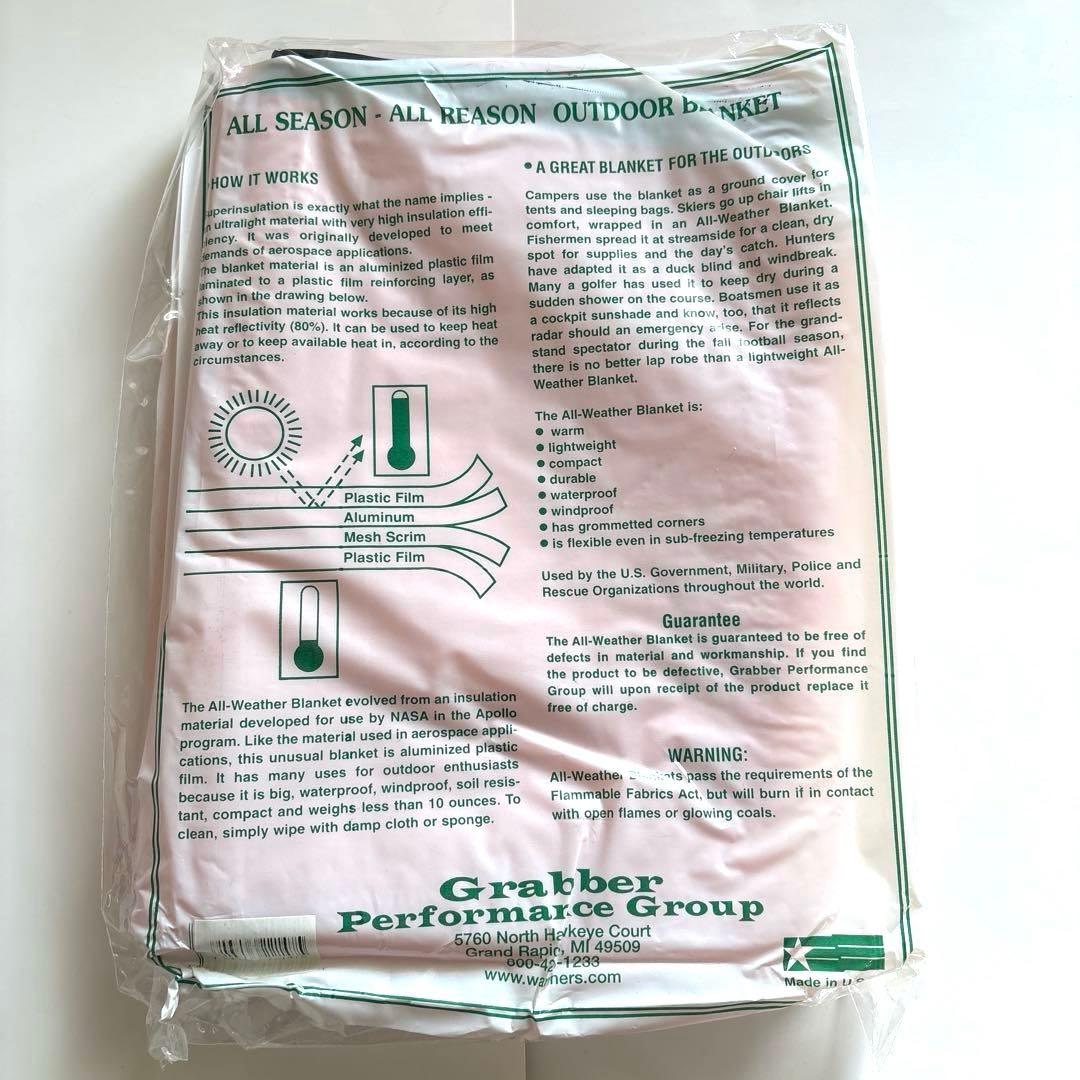 ALL SEASON - ALL REASON OUTDOOR
HOW IT WORKS
is exactly what the name implies -
ultralight material with very high insulation effi-
It was originally developed to meet
of aerospace applications.
The blanket material is an aluminized plastic film
to a plastic film reinforcing layer, as
shown in the drawing below.
This insulation material works because of its high
heat reflectivity (80%). It can be used to keep heat
away or to keep available heat in, according to the
circumstances.
Plastic Film
Aluminum
Mesh Scrim
Plastic Film
The All-Weather Blanket evolved from an insulation
material developed for use by NASA in the Apollo
program. Like the material used in aerospace appli-
cations, this unusual blanket is aluminized plastic
film. It has many uses for outdoor enthusiasts
because it is big, waterproof, windproof, soil resis-
tant, compact and weighs less than 10 ounces. To
clean, simply wipe with damp cloth or sponge.
• A GREAT BLANKET FOR THE
Campers use the blanket as a ground cover for
tents and sleeping bags. Skiers go up chair lifts in
comfort, wrapped in an All-Weather Blanket.
Fishermen spread it at streamside for a clean, dry
spot for supplies and the day's catch. Hunters
have adapted it as a duck blind and windbreak.
Many a golfer has used it to keep dry during a
sudden shower on the course. Boatsmen use it as
a cockpit sunshade and know, too, that it reflects
radar should an emergency arise. For the grand-
stand spectator during the fall football season,
there is no better lap robe than a lightweight All-
Weather Blanket.
The All-Weather Blanket is:
• warm
• lightweight
• compact
• durable
• waterproof
• windproof
• has grommetted corners
• is flexible even in sub-freezing temperatures
Used by the U.S. Government, Military, Police and
Rescue Organizations throughout the world.
Guarantee
The All-Weather Blanket is guaranteed to be free of
defects in material and workmanship. If you find
the product to be defective, Grabber Performance
Group will upon receipt of the product replace it
free of charge.
WARNING:
All-Weather pass the requirements of the
Flammable Fabrics Act, but will burn if in contact
with open flames or glowing coals.
Grabber
Performance Group
5760 North Court
Grand MI 49509
Made in